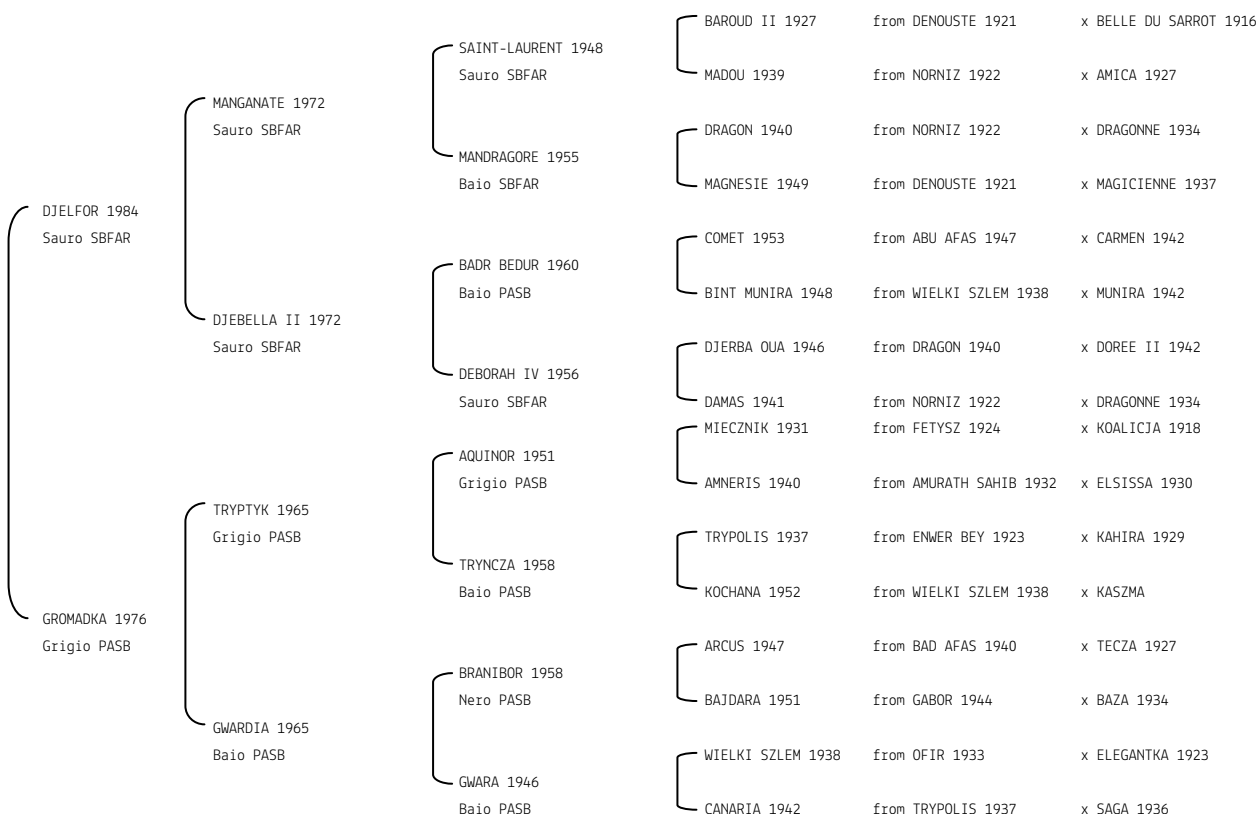 BAROUD II 1927 from DENOUSTE 1921 x BELLE DU SARROT 1916
SAINT-LAURENT 1948
Sauro SBFAR
MADOU 1939 from NORNIZ 1922 x AMICA 1927
MANGANATE 1972
Sauro SBFAR
DRAGON 1940 from NORNIZ 1922 x DRAGONNE 1934
MANDRAGORE 1955
Baio SBFAR
MAGNESIE 1949 from DENOUSTE 1921 x MAGICIENNE 1937
DJELFOR 1984
Sauro SBFAR
COMET 1953 from ABU AFAS 1947 x CARMEN 1942
BADR BEDUR 1960
Baio PASB
BINT MUNIRA 1948 from WIELKI SZLEM 1938 x MUNIRA 1942
DJEBELLA II 1972
Sauro SBFAR
DJERBA OUA 1946 from DRAGON 1940 x DOREE II 1942
DEBORAH IV 1956
Sauro SBFAR
DAMAS 1941 from NORNIZ 1922 x DRAGONNE 1934
MIECZNIK 1931 from FETYSZ 1924 x KOALICJA 1918
AQUINOR 1951
Grigio PASB
AMNERIS 1940 from AMURATH SAHIB 1932 x ELSISSA 1930
TRYPTYK 1965
Grigio PASB
TRYPOLIS 1937 from ENWER BEY 1923 x KAHIRA 1929
TRYNCZA 1958
Baio PASB
KOCHANA 1952 from WIELKI SZLEM 1938 x KASZMA
GROMADKA 1976
Grigio PASB
ARCUS 1947 from BAD AFAS 1940 x TECZA 1927
BRANIBOR 1958
Nero PASB
BAJDARA 1951 from GABOR 1944 x BAZA 1934
GWARDIA 1965
Baio PASB
WIELKI SZLEM 1938 from OFIR 1933 x ELEGANTKA 1923
GWARA 1946
Baio PASB
CANARIA 1942 from TRYPOLIS 1937 x SAGA 1936